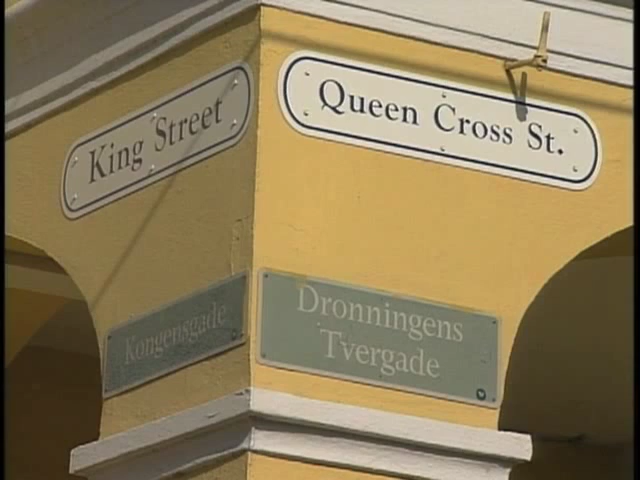 King Street
Queen Cross St.
Kongensgade
Dronningens
Tvergade